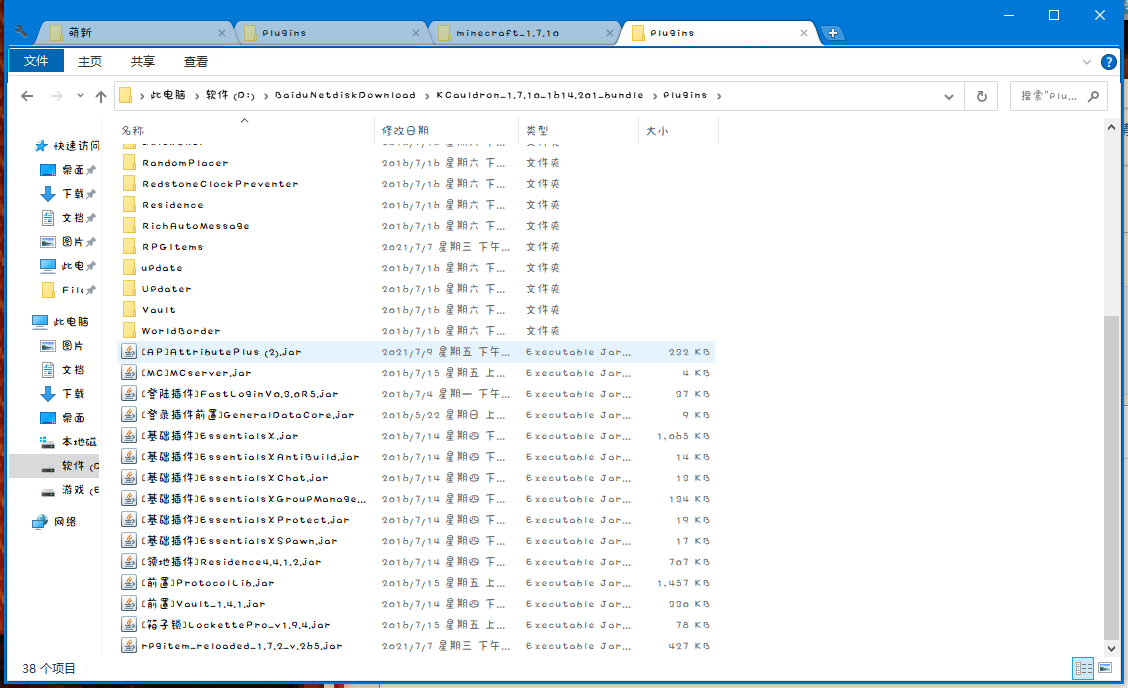 萌新
Plugins
minecraft_1.7.10
Plugins
文件
主页
共享
查看
此电脑 软件 (D:) BaiduNetdiskDownload KCauldron_1.7.10_1614.201_bundle Plugins
搜索"Plu...
快速访问
桌面
下载
文档
图片
此电
File
此电脑
图片
文档
下载
桌面
本地磁
软件 (D
游戏 (E
网络
名称 修改日期 类型 大小
RandomPlacer 2016/7/16 星期六 下... 文件夹
RedstoneClockPreventer 2016/7/16 星期六 下... 文件夹
Residence 2016/7/16 星期六 下... 文件夹
RichAutoMessage 2016/7/16 星期六 下... 文件夹
RPGItems 2021/7/7 星期三 下午... 文件夹
update 2016/7/16 星期六 下... 文件夹
Updater 2016/7/16 星期六 下... 文件夹
Vault 2016/7/16 星期六 下... 文件夹
WorldBorder 2016/7/16 星期六 下... 文件夹
[AP]AttributePlus (2).jar 2021/7/9 星期五 下午... Executable Jar... 232 KB
[MC]MCserver.jar 2016/7/15 星期五 上... Executable Jar... 4 KB
[登陆插件]FastLoginV0.3.0R5.jar 2016/7/4 星期一 下午... Executable Jar... 37 KB
[登录插件前置]GeneralDataCore.jar 2016/5/22 星期日 上... Executable Jar... 9 KB
[基础插件]EssentialsX.jar 2016/7/14 星期四 下... Executable Jar... 1,065 KB
[基础插件]EssentialsXAntiBuild.jar 2016/7/14 星期四 下... Executable Jar... 14 KB
[基础插件]EssentialsXChat.jar 2016/7/14 星期四 下... Executable Jar... 13 KB
[基础插件]EssentialsXGroupManage... 2016/7/14 星期四 下... Executable Jar... 134 KB
[基础插件]EssentialsXProtect.jar 2016/7/14 星期四 下... Executable Jar... 19 KB
[基础插件]EssentialsXSpawn.jar 2016/7/14 星期四 下... Executable Jar... 17 KB
[领地插件]Residence4.4.1.2.jar 2016/7/14 星期四 下... Executable Jar... 707 KB
[前置]ProtocolLib.jar 2016/7/15 星期五 上... Executable Jar... 1,457 KB
[前置]Vault_1.4.1.jar 2016/7/14 星期四 下... Executable Jar... 330 KB
[箱子锁]LockettePro_v1.9.4.jar 2016/7/15 星期五 下... Executable Jar... 78 KB
rpgitem_reloaded_1.7.2_v.265.jar 2021/7/7 星期三 下午... Executable Jar... 427 KB
38 个项目